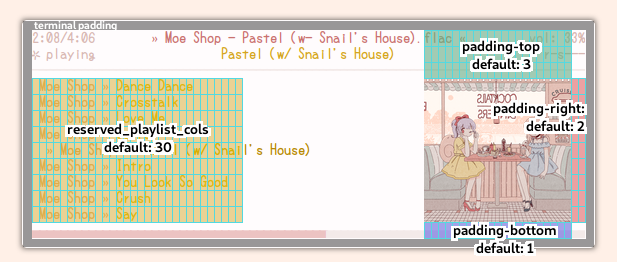 terminal padding
2:08/4:06 » Moe Shop - Pastel (w- Snail's House).flac « vol: 33%
playing Pastel (w/ Snail's House)
padding-top
default: 3
Moe Shop » Dance Dance
Moe Shop » Crosstalk
Moe Shop » Love Me
padding-right:
default: 2
COCKTAILS
reserved_playlist_cols
default: 30
» Moe Shop (w/ Snail's House)
Moe Shop » Intro
Moe Shop » You Look So Good
Moe Shop » Crush
Moe Shop » Say
padding-bottom
default: 1